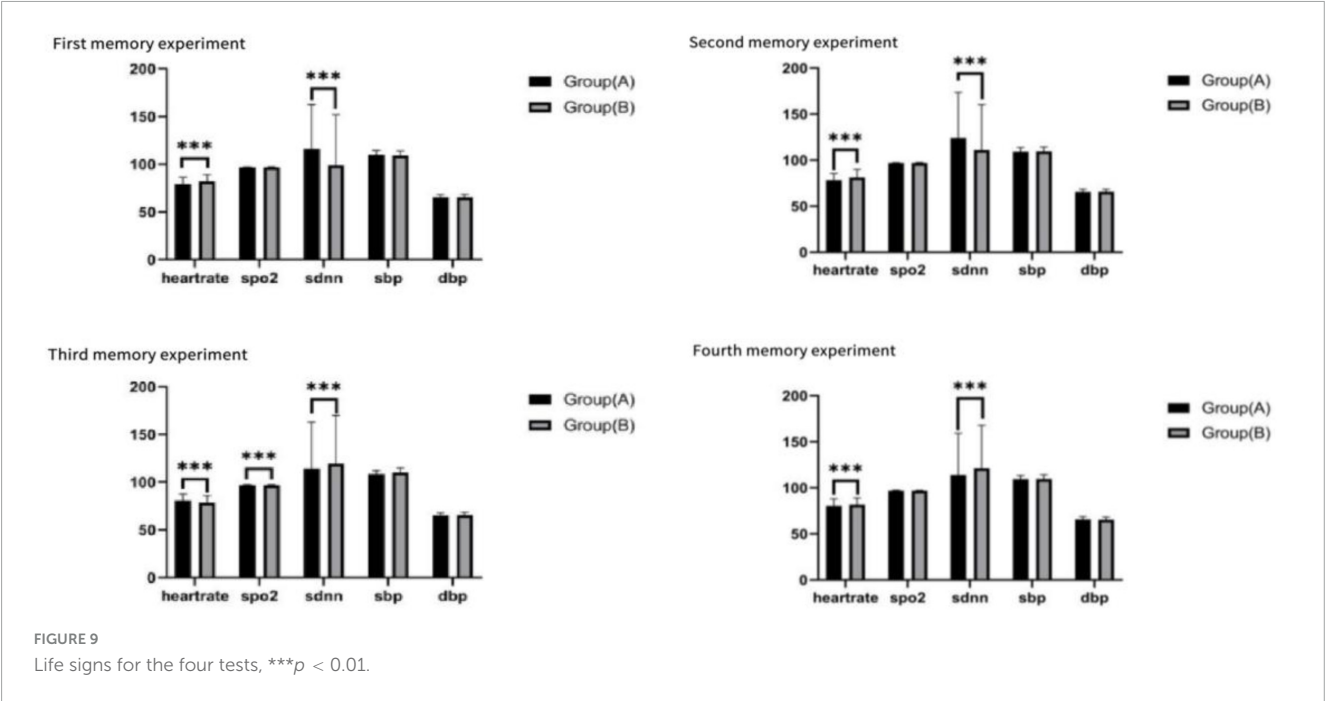 First memory experiment
200
150
100
50
0
***
***
heartrate spo2 sdnn sbp dbp
Group(A)
Group(B)
Second memory experiment
200
150
100
50
0
***
***
heartrate spo2 sdnn sbp dbp
Group(A)
Group(B)
Third memory experiment
200
150
100
50
0
***
***
***
heartrate spo2 sdnn sbp dbp
Group(A)
Group(B)
Fourth memory experiment
200
150
100
50
0
***
***
heartrate spo2 sdnn sbp dbp
Group(A)
Group(B)
FIGURE 9
Life signs for the four tests, ***p < 0.01.